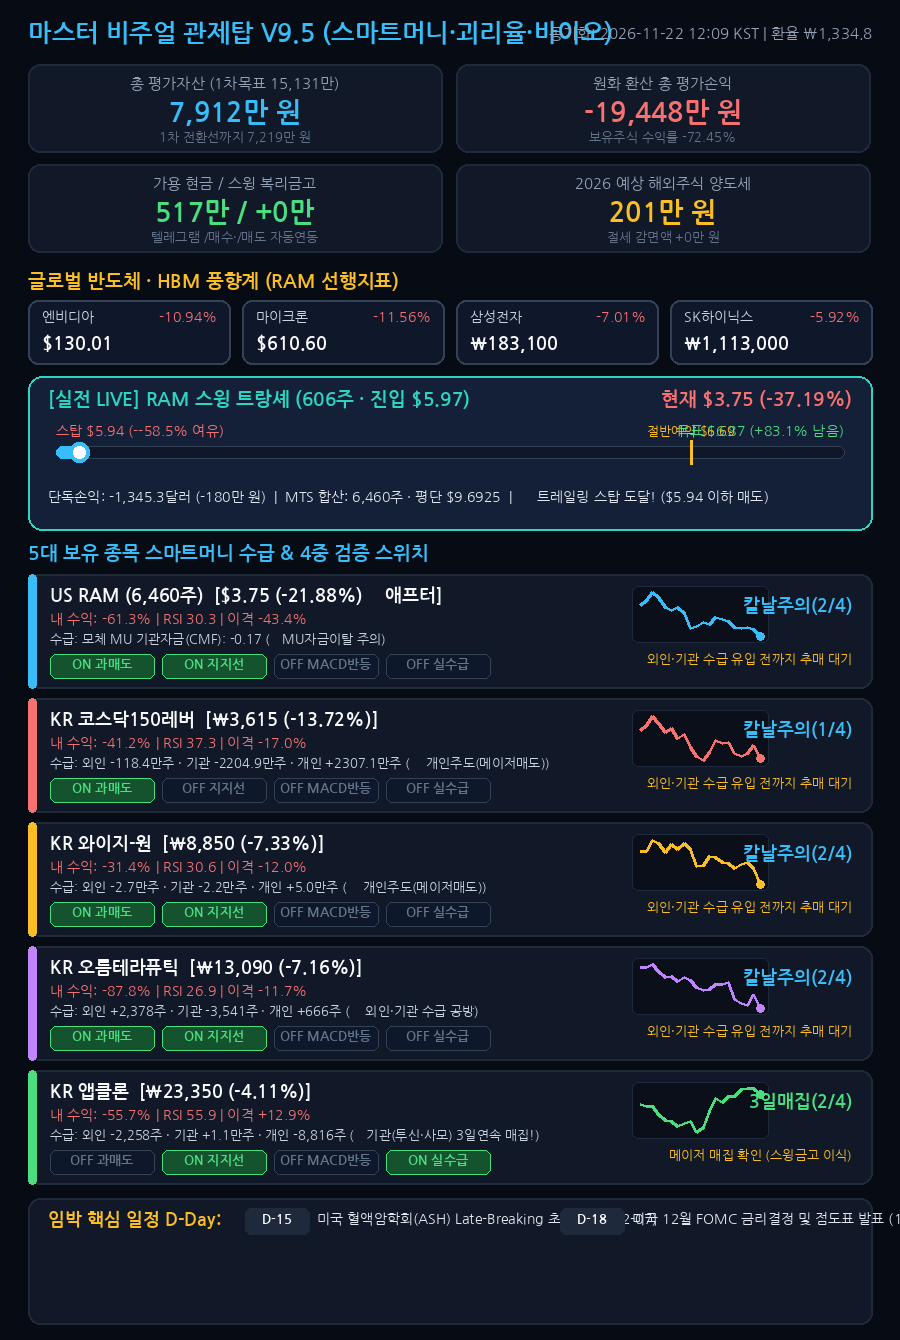 마스터 비주얼 관제탑 V9.5 (스마트머니·괴리율·바이오)
2026-11-22 12:09 KST | 환율 ₩1,334.8
총 평가자산 (1차목표 15,131만)
7,912만 원
1차 전환선까지 7,219만 원
원화 환산 총 평가손익
-19,448만 원
보유주식 수익률 -72.45%
가용 현금 / 스윙 복리금고
517만 / +0만
텔레그램 /매수·/매도 자동연동
2026 예상 해외주식 양도세
201만 원
절세 감면액 +0만 원
글로벌 반도체 · HBM 풍향계 (RAM 선행지표)
엔비디아 -10.94%
$130.01
마이크론 -11.56%
$610.60
삼성전자 -7.01%
₩183,100
SK하이닉스 -5.92%
₩1,113,000
[실전 LIVE] RAM 스윙 트랑세 (606주 · 진입 $5.97) 현재 $3.75 (-37.19%)
스탑 $5.94 (--58.5% 여유)
(+83.1% 남음)
단독손익: -1,345.3달러 (-180만 원) | MTS 합산: 6,460주 · 평단 $9.6925 | 트레일링 스탑 도달! ($5.94 이하 매도)
5대 보유 종목 스마트머니 수급 & 4중 검증 스위치
US RAM (6,460주) [$3.75 (-21.88%) 애프터]
칼날주의(2/4)
내 수익: -61.3% | RSI 30.3 | 이격 -43.4%
수급: 모체 MU 기관자금(CMF): -0.17 ( MU자금이탈 주의)
외인·기관 수급 유입 전까지 추매 대기
ON 과매도 ON 지지선 OFF MACD반등 OFF 실수급
KR 코스닥150레버 [₩3,615 (-13.72%)]
칼날주의(1/4)
내 수익: -41.2% | RSI 37.3 | 이격 -17.0%
수급: 외인 -118.4만주 · 기관 -2204.9만주 · 개인 +2307.1만주 ( 개인주도(메이저매도))
외인·기관 수급 유입 전까지 추매 대기
ON 과매도 OFF 지지선 OFF MACD반등 OFF 실수급
KR 와이지-원 [₩8,850 (-7.33%)]
칼날주의(2/4)
내 수익: -31.4% | RSI 30.6 | 이격 -12.0%
수급: 외인 -2.7만주 · 기관 -2.2만주 · 개인 +5.0만주 ( 개인주도(메이저매도))
외인·기관 수급 유입 전까지 추매 대기
ON 과매도 ON 지지선 OFF MACD반등 OFF 실수급
KR 오름테라퓨틱 [₩13,090 (-7.16%)]
칼날주의(2/4)
내 수익: -87.8% | RSI 26.9 | 이격 -11.7%
수급: 외인 +2,378주 · 기관 -3,541주 · 개인 +666주 ( 외인·기관 수급 공방)
외인·기관 수급 유입 전까지 추매 대기
ON 과매도 ON 지지선 OFF MACD반등 OFF 실수급
KR 앱클론 [₩23,350 (-4.11%)]
3일매집(2/4)
내 수익: -55.7% | RSI 55.9 | 이격 +12.9%
수급: 외인 -2,258주 · 기관 +1.1만주 · 개인 -8,816주 ( 기관(투신·사모) 3일연속 매집!)
메이저 매집 확인 (스윙금고 이식)
OFF 과매도 ON 지지선 OFF MACD반등 ON 실수급
임박 핵심 일정 D-Day: D-15 미국 혈액암학회(ASH) Late-Breaking 초 D-18 12월 FOMC 금리결정 및 점도표 발표 (1